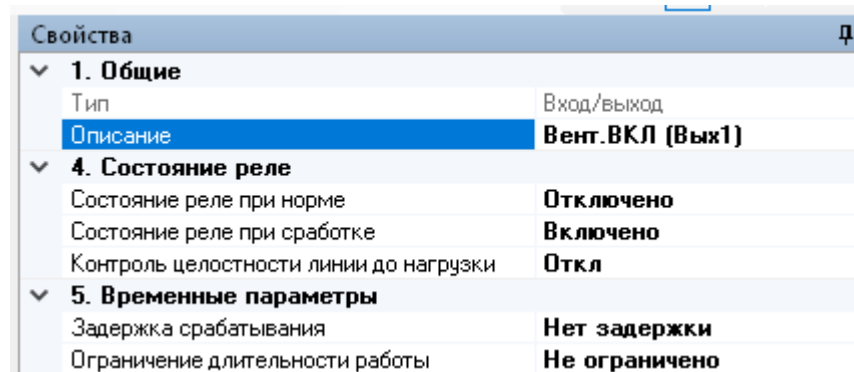 Свойства
1. Общие
Тип Вход/выход
Описание Вент.ВКЛ (Вых1)
4. Состояние реле
Состояние реле при норме Отключено
Состояние реле при сработке Включено
Контроль целостности линии до нагрузки Откл
5. Временные параметры
Задержка срабатывания Нет задержки
Ограничение длительности работы Не ограничено